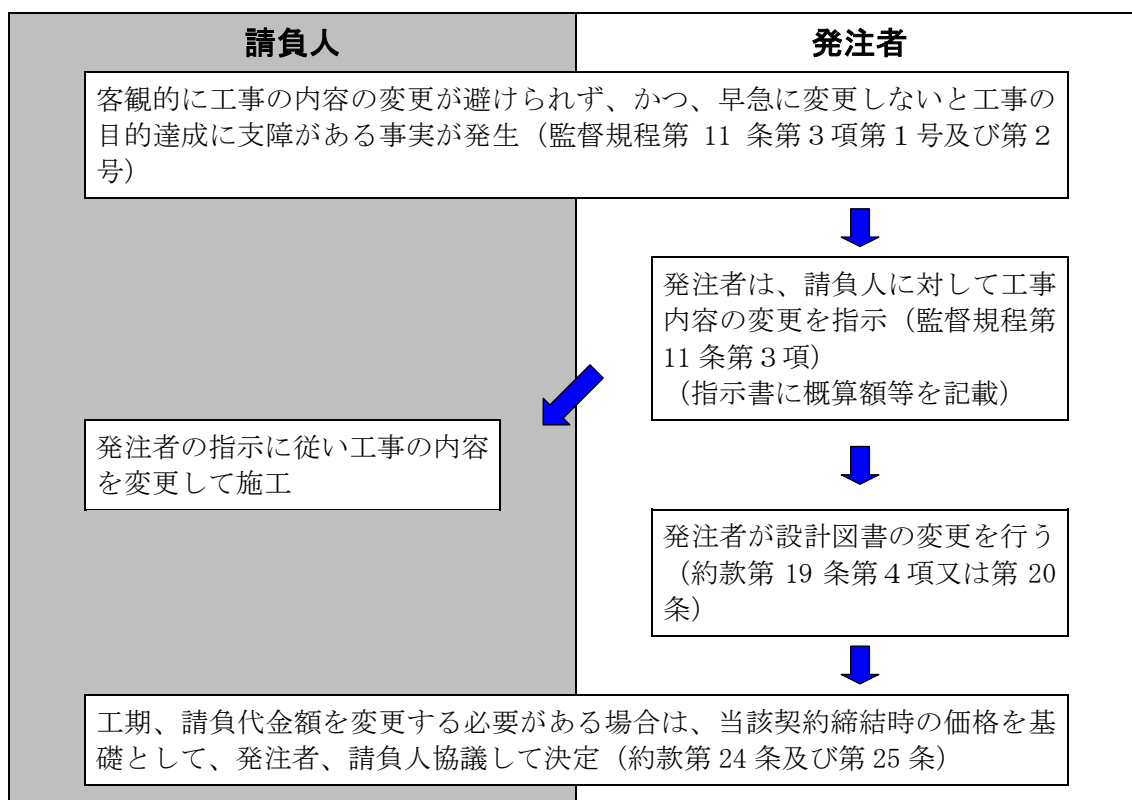 請負人
発注者
客観的に工事の内容の変更が避けられず、かつ、早急に変更しないと工事の
目的達成に支障がある事実が発生（監督規程第 11 条第３項第１号及び第２
号）
発注者は、請負人に対して工事
内容の変更を指示（監督規程第
11 条第３項）
（指示書に概算額等を記載）
発注者の指示に従い工事の内容
を変更して施工
発注者が設計図書の変更を行う
（約款第 19 条第４項又は第 20
条）
工期、請負代金額を変更する必要がある場合は、当該契約締結時の価格を基
礎として、発注者、請負人協議して決定（約款第 24 条及び第 25 条）